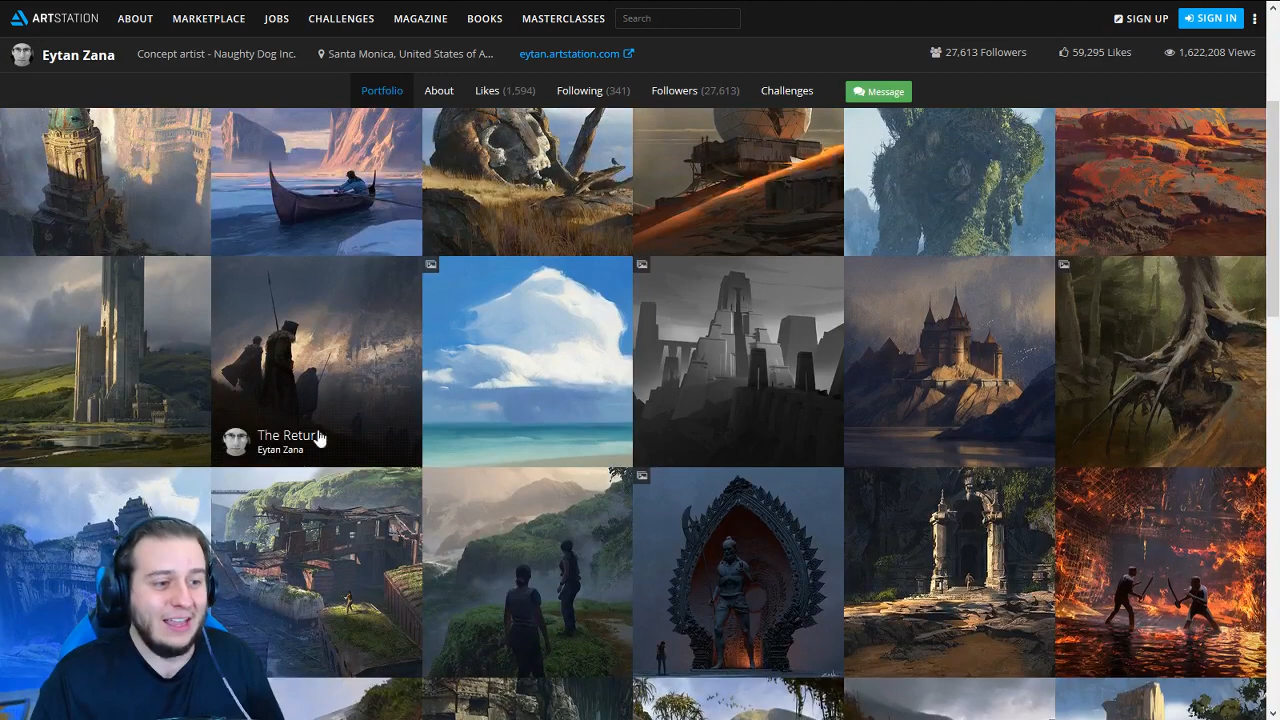 ARTSTATION ABOUT MARKETPLACE JOBS CHALLENGES MAGAZINE BOOKS MASTERCLASSES Search SIGN UP SIGN IN
Eytan Zana Concept artist - Naughty Dog Inc. Santa Monica, United States of A... eytan.artstation.com 27,613 Followers 59,295 Likes 1,622,208 Views
Portfolio About Likes (1,594) Following (341) Followers (27,613) Challenges Message
The Return
Eytan Zana